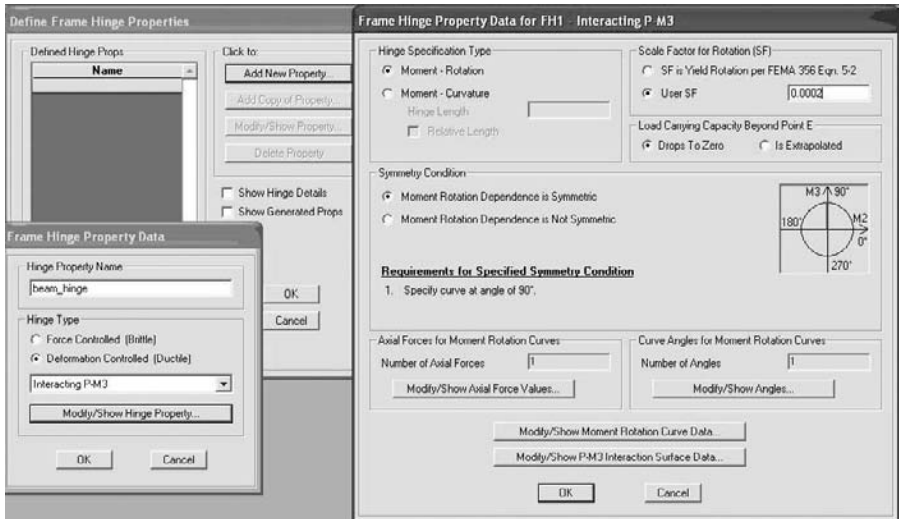 Define Frame Hinge Properties
Defined Hinge Props
Name
Click to:
Add New Property...
Add Copy of Property...
Modify/Show Property...
Delete Property
Show Hinge Details
Show Generated Props
OK
Cancel
Frame Hinge Property Data
Hinge Property Name
beam_hinge
Hinge Type
Force Controlled (Brittle)
Deformation Controlled (Ductile)
Interacting P-M3
Modify/Show Hinge Property...
OK
Cancel
Frame Hinge Property Data for FH1 - Interacting P-M3
Hinge Specification Type
Moment - Rotation
Moment - Curvature
Hinge Length
Relative Length
Scale Factor for Rotation (SF)
SF is Yield Rotation per FEMA 356 Eqn. 5-2
User SF
0.0002
Load Carrying Capacity Beyond Point E
Drops To Zero
Is Extrapolated
Symmetry Condition
Moment Rotation Dependence is Symmetric
Moment Rotation Dependence is Not Symmetric
Requirements for Specified Symmetry Condition
1. Specify curve at angle of 90°.
M3 90°
180°
M2
0°
270°
Axial Forces for Moment Rotation Curves
Number of Axial Forces
1
Modify/Show Axial Force Values...
Curve Angles for Moment Rotation Curves
Number of Angles
1
Modify/Show Angles...
Modify/Show Moment Rotation Curve Data...
Modify/Show P-M3 Interaction Surface Data...
OK
Cancel